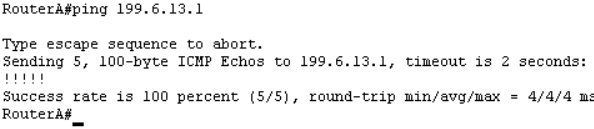 RouterA#ping 199.6.13.1
Type escape sequence to abort.
Sending 5, 100-byte ICMP Echos to 199.6.13.1, timeout is 2 seconds:
!!!!!
Success rate is 100 percent (5/5), round-trip min/avg/max = 4/4/4 ms
RouterA#